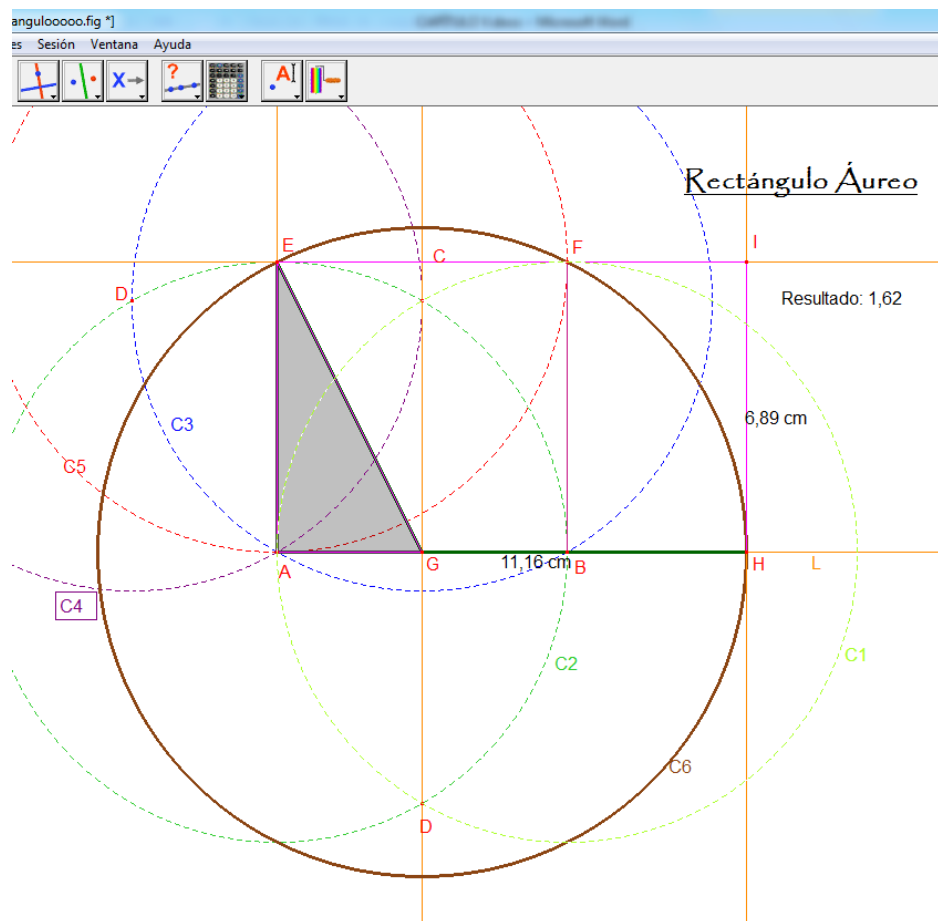 angulooooo.fig *]
es Sesión Ventana Ayuda
X
?
A
Rectángulo Áureo
E
C
F
I
D
Resultado: 1,62
C3
6,89 cm
C5
A
G
11,16 cm
B
H
L
C4
C2
C1
C6
D